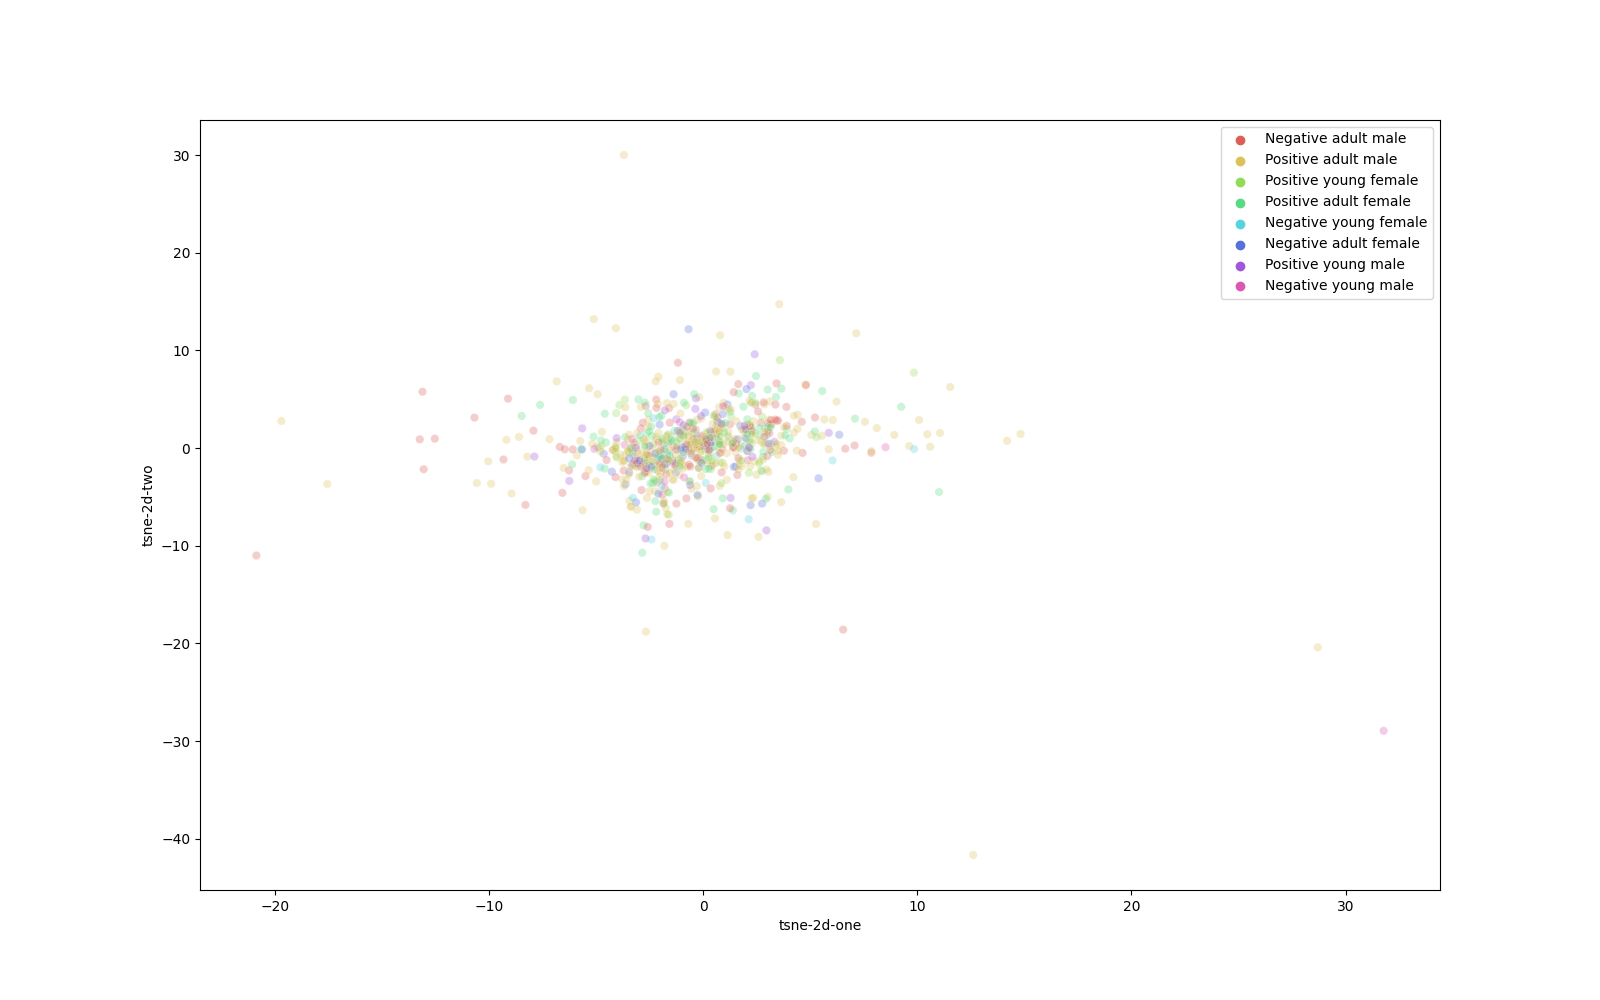 Negative adult male
Positive adult male
Positive young female
Positive adult female
Negative young female
Negative adult female
Positive young male
Negative young male
30
20
10
0
−10
−20
−30
−40
tsne-2d-two
−20
−10
0
10
20
30
tsne-2d-one